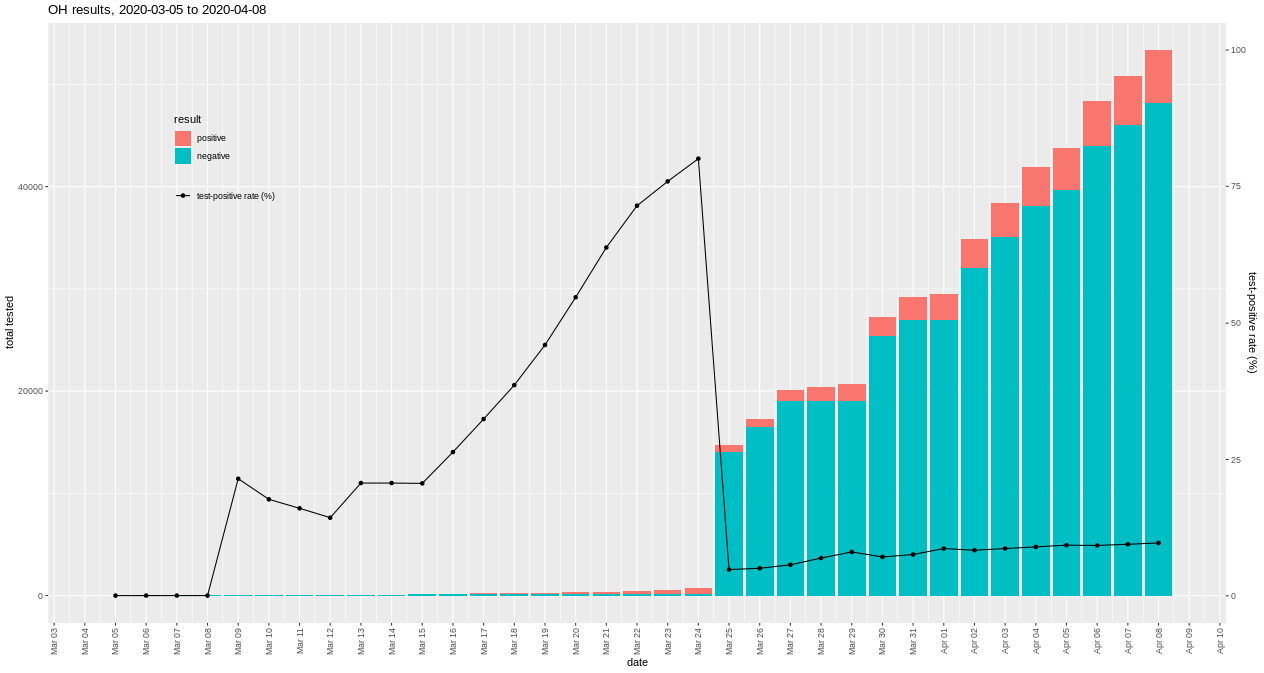 OH results, 2020-03-05 to 2020-04-08
result
positive
negative
test-positive rate (%)
total tested
40000
20000
0
100
75
50
25
0
test-positive rate (%)
Mar 03
Mar 04
Mar 05
Mar 06
Mar 07
Mar 08
Mar 09
Mar 10
Mar 11
Mar 12
Mar 13
Mar 14
Mar 15
Mar 16
Mar 17
Mar 18
Mar 19
Mar 20
Mar 21
Mar 22
Mar 23
Mar 24
Mar 25
Mar 26
Mar 27
Mar 28
Mar 29
Mar 30
Mar 31
Apr 01
Apr 02
Apr 03
Apr 04
Apr 05
Apr 06
Apr 07
Apr 08
Apr 09
Apr 10
date